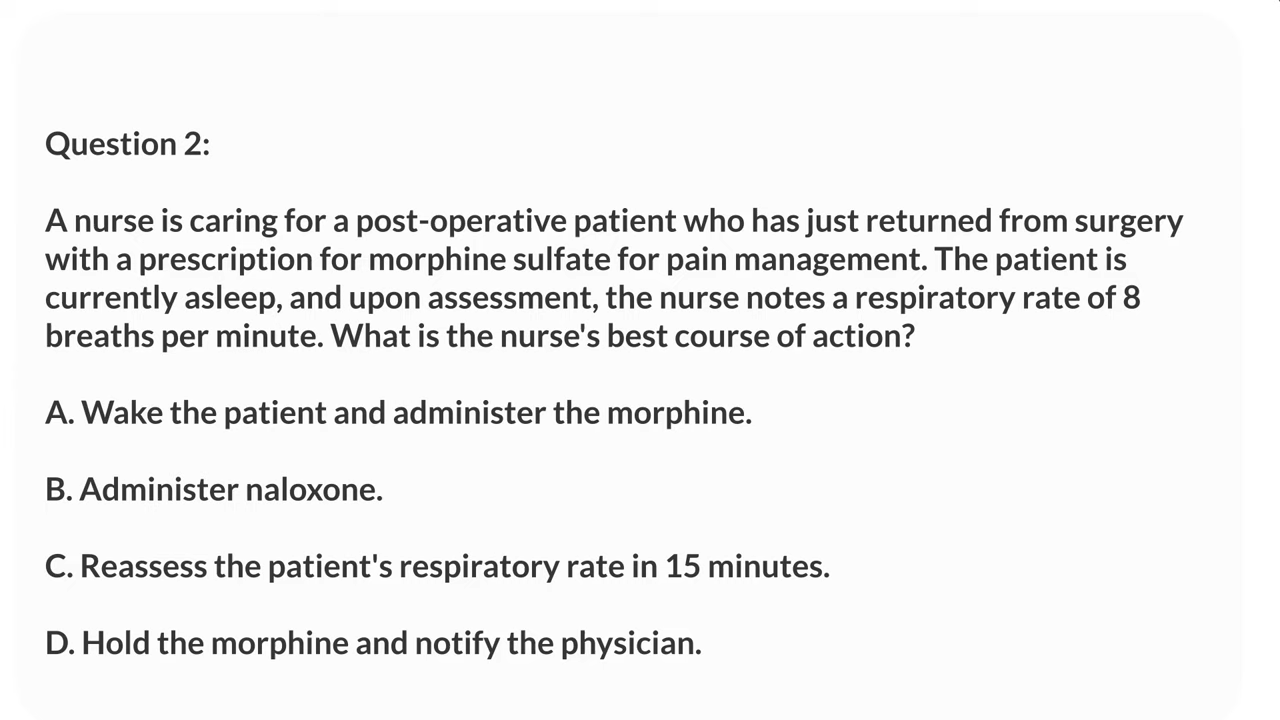 Question 2:
A nurse is caring for a post-operative patient who has just returned from surgery
with a prescription for morphine sulfate for pain management. The patient is
currently asleep, and upon assessment, the nurse notes a respiratory rate of 8
breaths per minute. What is the nurse's best course of action?
A. Wake the patient and administer the morphine.
B. Administer naloxone.
C. Reassess the patient's respiratory rate in 15 minutes.
D. Hold the morphine and notify the physician.